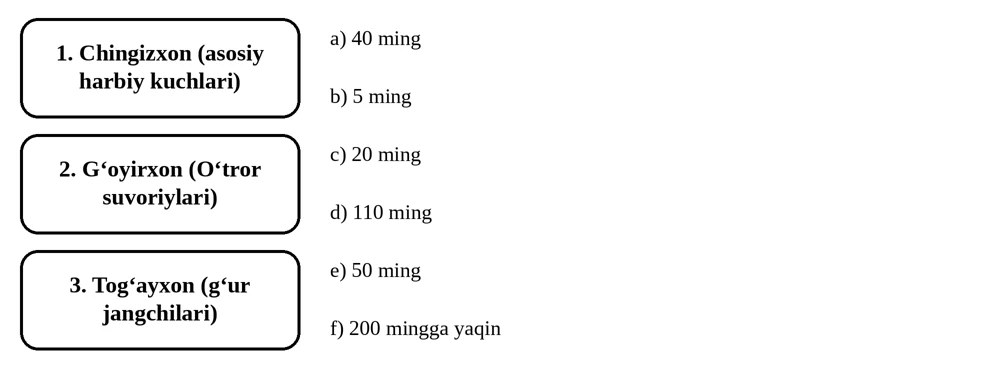 1. Chingizxon (asosiy
harbiy kuchlari)
2. G‘oyirxon (O‘tror
suvoriylari)
3. Tog‘ayxon (g‘ur
jangchilari)
a) 40 ming
b) 5 ming
c) 20 ming
d) 110 ming
e) 50 ming
f) 200 mingga yaqin